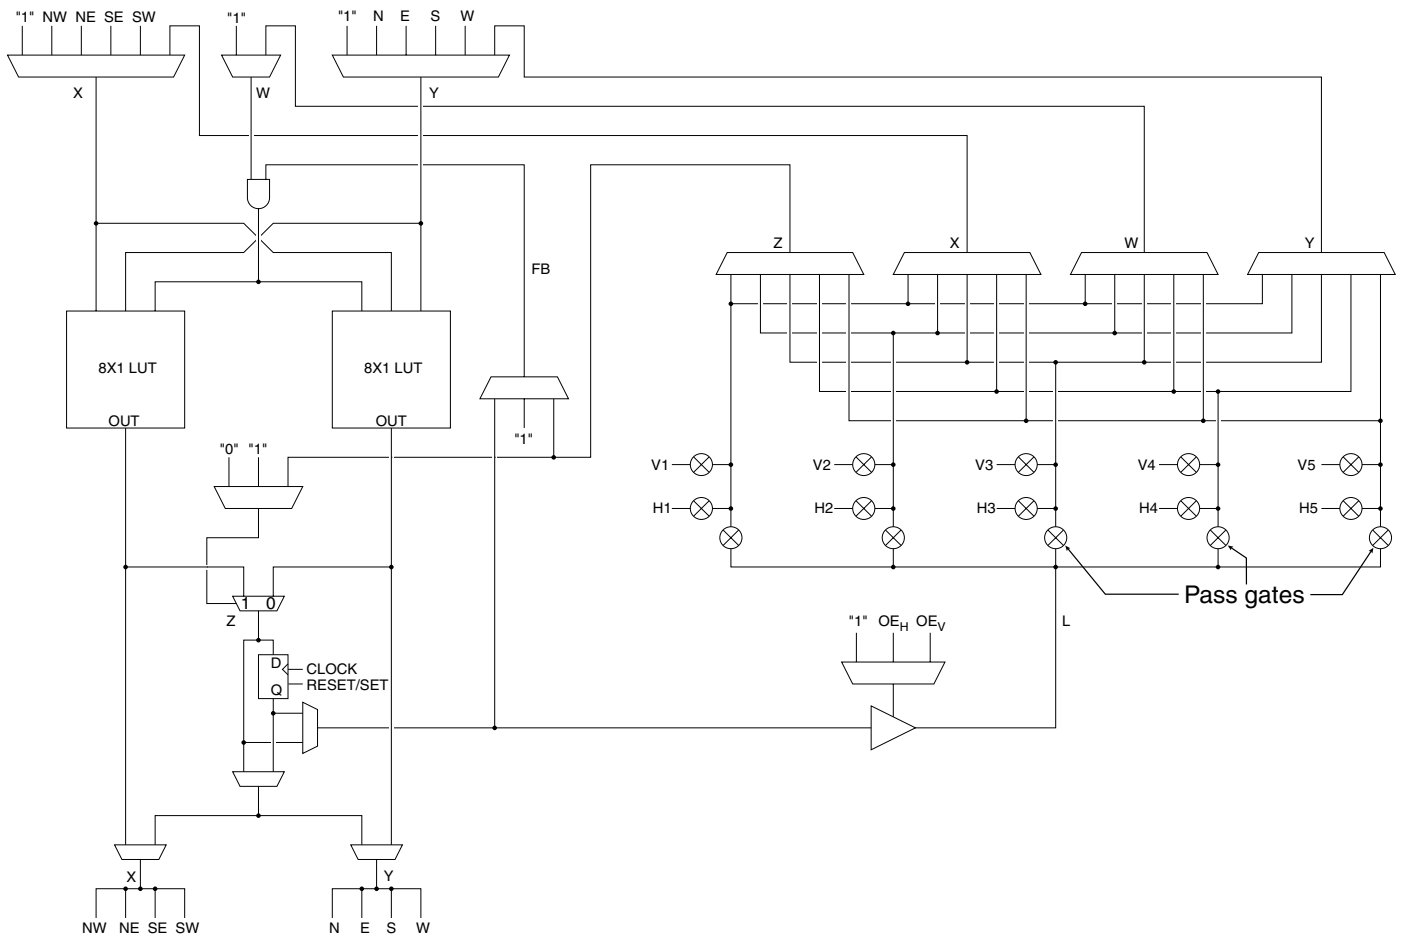 "1" NW NE SE SW "1" "1" N E S W
X W Y
Z X W Y
FB
8X1 LUT 8X1 LUT
OUT OUT
"1"
"0" "1"
V1 V2 V3 V4 V5
H1 H2 H3 H4 H5
1 0
Pass gates
Z
"1" OEH OEV L
D CLOCK
Q RESET/SET
X Y
NW NE SE SW N E S W